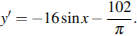 y′ = −16 sin x − 102/π.